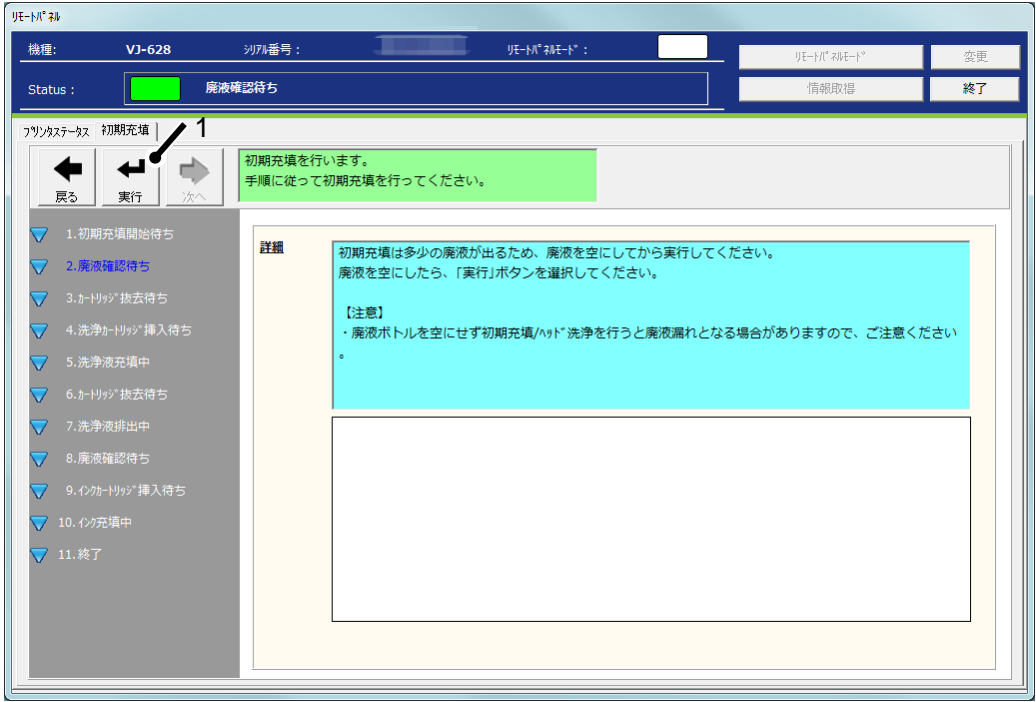 ﾘﾓｰﾄﾊﾟﾈﾙ
機種: VJ-628 ｼﾘｱﾙ番号： ﾘﾓｰﾄﾊﾟﾈﾙﾓｰﾄﾞ：
ﾘﾓｰﾄﾊﾟﾈﾙﾓｰﾄﾞ 変更
Status： 廃液確認待ち
情報取得 終了
ﾌﾟﾘﾝﾀｽﾃｰﾀｽ 初期充填 1
戻る 実行 次へ
初期充填を行います。
手順に従って初期充填を行ってください。
1.初期充填開始待ち
2.廃液確認待ち
3.ｶｰﾄﾘｯｼﾞ抜去待ち
4.洗浄ｶｰﾄﾘｯｼﾞ挿入待ち
5.洗浄液充填中
6.ｶｰﾄﾘｯｼﾞ抜去待ち
7.洗浄液排出中
8.廃液確認待ち
9.ｲﾝｸｶｰﾄﾘｯｼﾞ挿入待ち
10.ｲﾝｸ充填中
11.終了
詳細
初期充填は多少の廃液が出るため、廃液を空にしてから実行してください。
廃液を空にしたら、「実行」ボタンを選択してください。
【注意】
・廃液ボトルを空にせず初期充填/ﾍｯﾄﾞ洗浄を行うと廃液漏れとなる場合がありますので、ご注意ください
。